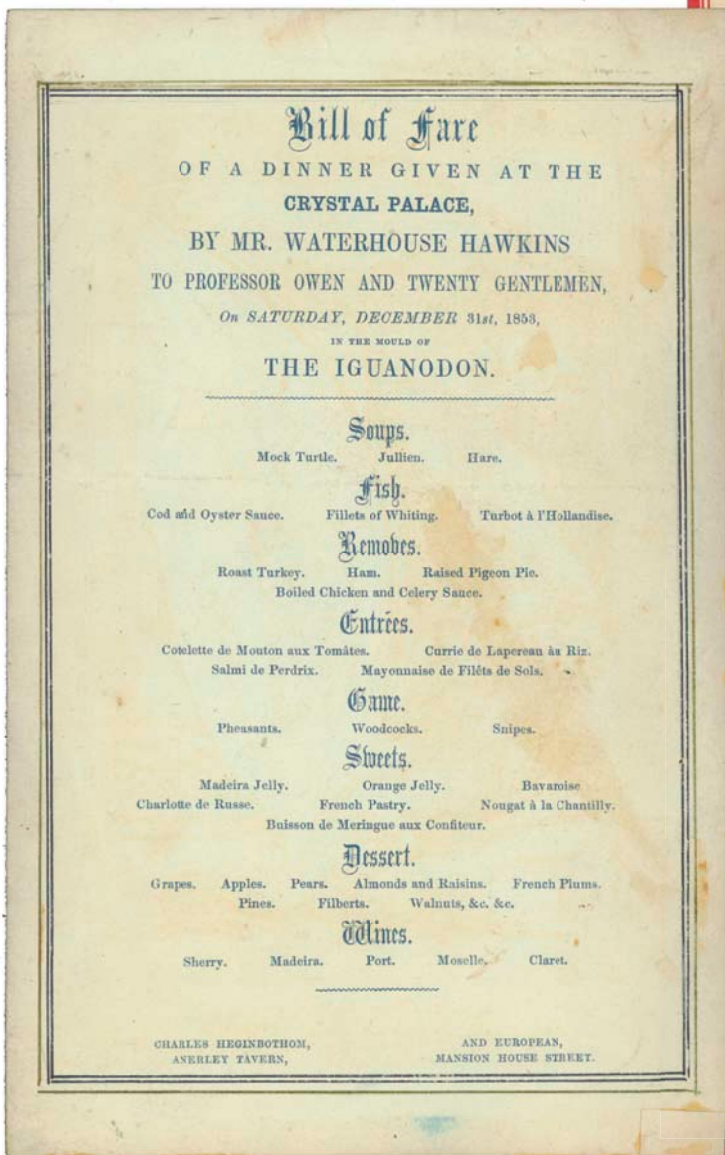 Bill of Fare
OF A DINNER GIVEN AT THE
CRYSTAL PALACE,
BY MR. WATERHOUSE HAWKINS
TO PROFESSOR OWEN AND TWENTY GENTLEMEN,
On SATURDAY, DECEMBER 31st, 1853,
IN THE MOULD OF
THE IGUANODON.
Soups.
Mock Turtle. Jullien. Hare.
Fish.
Cod and Oyster Sauce. Fillets of Whiting. Turbot à l'Hollandise.
Removes.
Roast Turkey. Ham. Raised Pigeon Pie.
Boiled Chicken and Celery Sauce.
Entrées.
Cotelette de Mouton aux Tomâtes. Currie de Lapereau au Riz.
Salmi de Perdrix. Mayonnaise de Filêts de Sols.
Game.
Pheasants. Woodcocks. Snipes.
Sweets.
Madeira Jelly. Orange Jelly. Bavaroise
Charlotte de Russe. French Pastry. Nougat à la Chantilly.
Buisson de Meringue aux Confiteur.
Dessert.
Grapes. Apples. Pears. Almonds and Raisins. French Plums.
Pines. Filberts. Walnuts, &c. &c.
Wines.
Sherry. Madeira. Port. Moselle. Claret.
CHARLES HEGINBOTHOM, AND EUROPEAN,
ANERLEY TAVERN, MANSION HOUSE STREET.